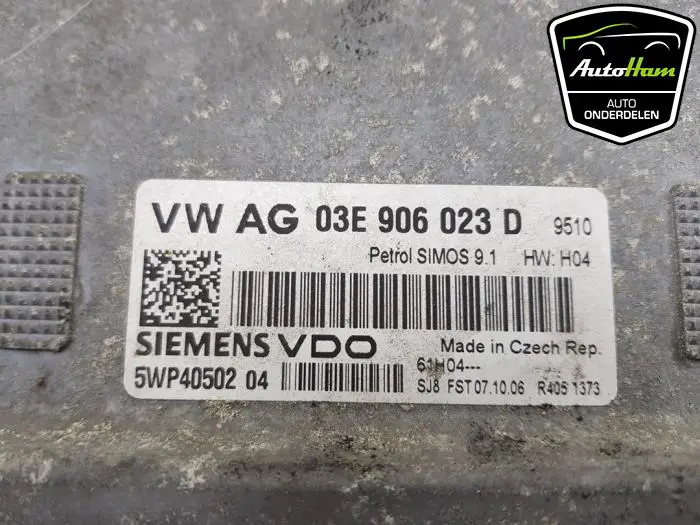 AutoHam
AUTO
ONDERDELEN
VW AG 03E 906 023 D 9510
Petrol SIMOS 9.1 HW: H04
SIEMENS VDO Made in Czech Rep.
61H04---
5WP40502 04 SJ8 FST 07.10.06 R405 1373